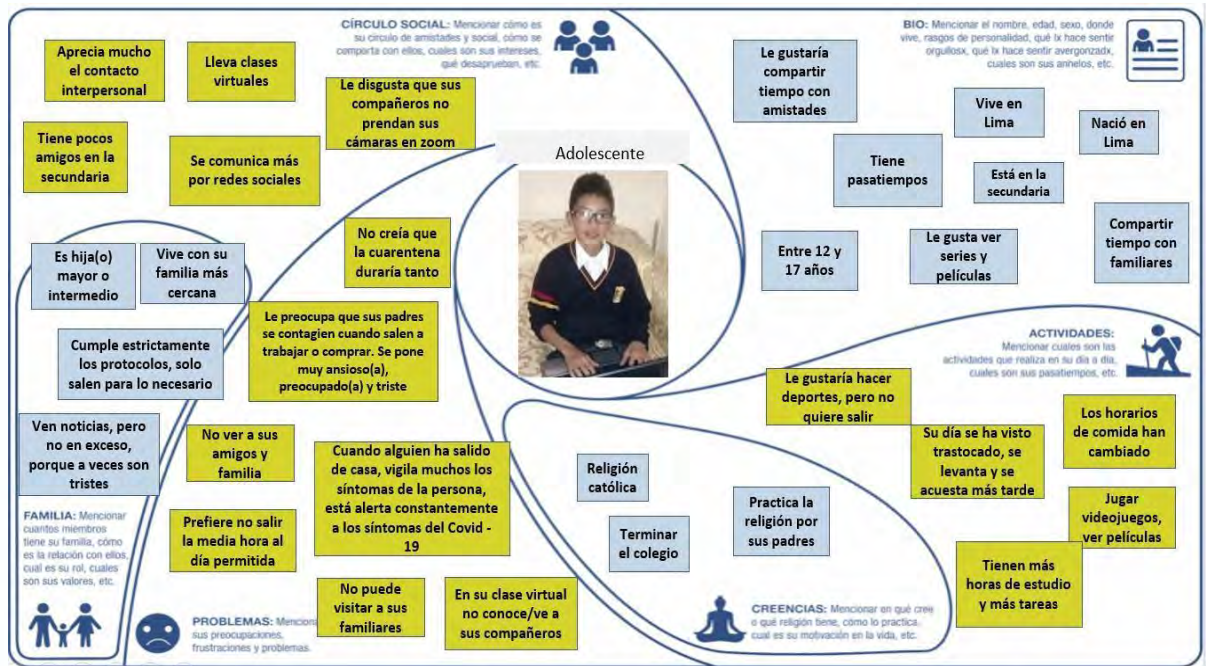 CÍRCULO SOCIAL: Mencionar cómo es
su círculo de amistades y social, cómo se
comporta con ellos, cuales son sus intereses,
qué desaprueban, etc.
Aprecia mucho
el contacto
interpersonal
Lleva clases
virtuales
Le disgusta que sus
compañeros no
prendan sus
cámaras en zoom
Tiene pocos
amigos en la
secundaria
Se comunica más
por redes sociales
BIO: Mencionar el nombre, edad, sexo, donde
vive, rasgos de personalidad, qué lx hace sentir
orgullosx, qué lx hace sentir avergonzadx,
cuales son sus anhelos, etc.
Le gustaría
compartir
tiempo con
amistades
Vive en
Lima
Nació en
Lima
Tiene
pasatiempos
Está en la
secundaria
Entre 12 y
17 años
Le gusta ver
series y
películas
Compartir
tiempo con
familiares
Adolescente
Es hija(o)
mayor o
intermedio
Vive con su
familia más
cercana
Cumple estrictamente
los protocolos, solo
salen para lo necesario
Ven noticias, pero
no en exceso,
porque a veces son
tristes
FAMILIA: Mencionar
cuantos miembros
tiene su familia, cómo
es la relación con ellos,
cual es su rol, cuales
son sus valores, etc.
No creía que
la cuarentena
duraría tanto
Le preocupa que sus padres
se contagien cuando salen a
trabajar o comprar. Se pone
muy ansioso(a),
preocupado(a) y triste
No ver a sus
amigos y
familia
Cuando alguien ha salido
de casa, vigila muchos los
síntomas de la persona,
está alerta constantemente
a los síntomas del Covid -
19
Prefiere no salir
la media hora al
día permitida
No puede
visitar a sus
familiares
En su clase virtual
no conoce/ve a
sus compañeros
PROBLEMAS: Menciona
sus preocupaciones,
frustraciones y problemas.
Religión
católica
Terminar
el colegio
Practica la
religión por
sus padres
CREENCIAS: Mencionar en qué cree
o qué religión tiene, cómo lo practica,
cual es su motivación en la vida, etc.
ACTIVIDADES:
Mencionar cuales son las
actividades que realiza en su día a día,
cuales son sus pasatiempos, etc.
Le gustaría hacer
deportes, pero no
quiere salir
Su día se ha visto
trastocado, se
levanta y se
acuesta más tarde
Los horarios
de comida han
cambiado
Jugar
videojuegos,
ver películas
Tienen más
horas de estudio
y más tareas